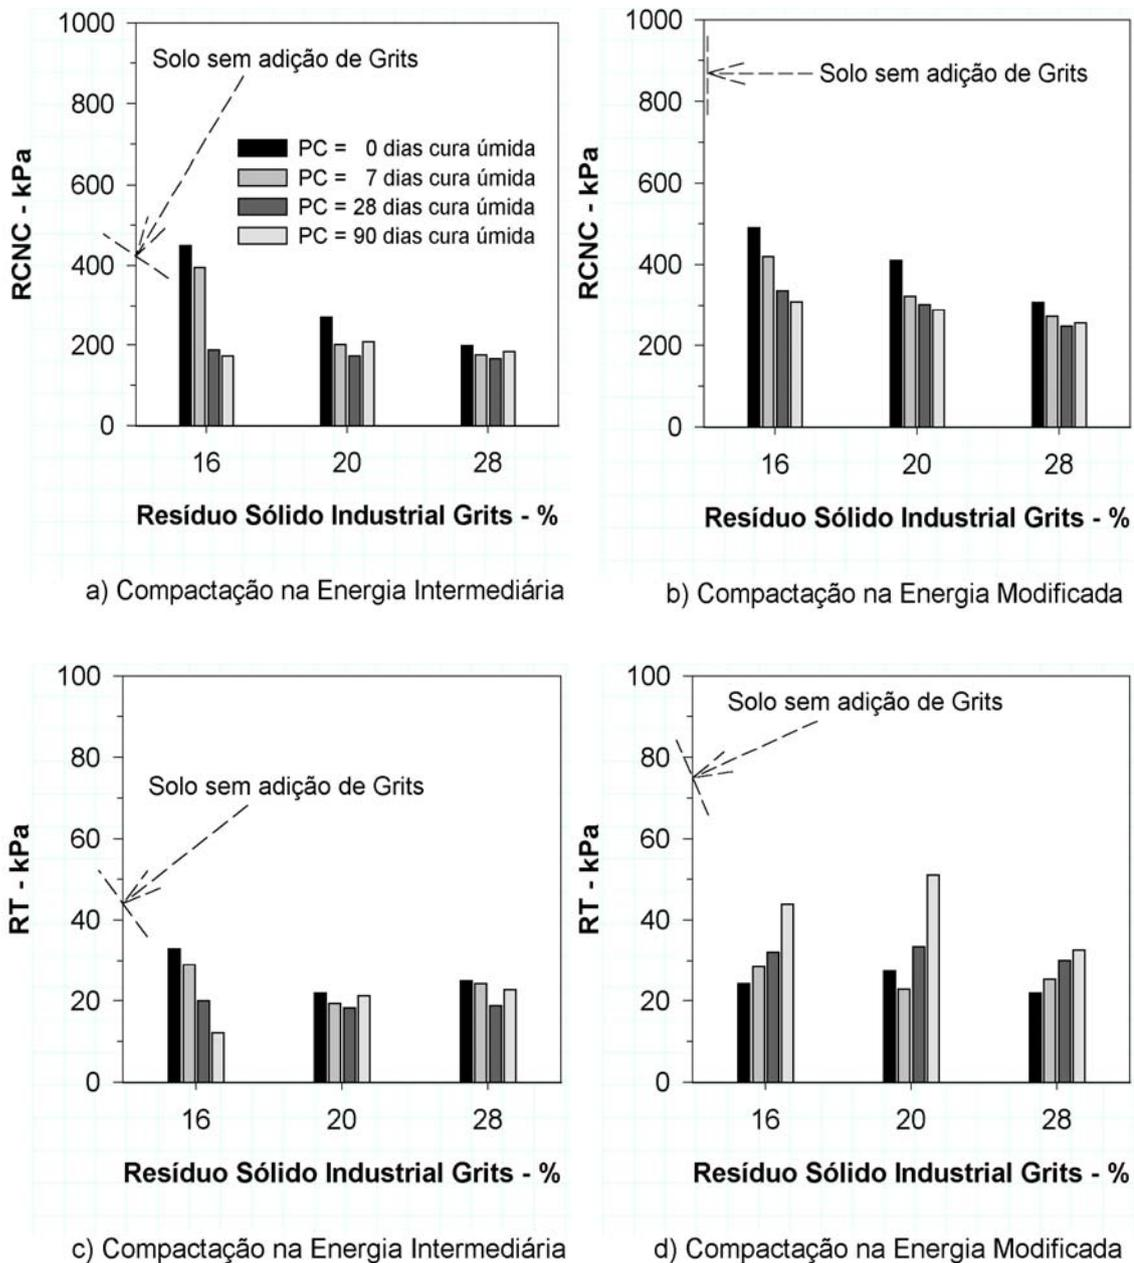 1000
800
600
400
200
0
RCNC - kPa
Solo sem adição de Grits
PC = 0 dias cura úmida
PC = 7 dias cura úmida
PC = 28 dias cura úmida
PC = 90 dias cura úmida
16 20 28
Resíduo Sólido Industrial Grits - %
a) Compactação na Energia Intermediária
1000
800
600
400
200
0
RCNC - kPa
Solo sem adição de Grits
16 20 28
Resíduo Sólido Industrial Grits - %
b) Compactação na Energia Modificada
100
80
60
40
20
0
RT - kPa
Solo sem adição de Grits
16 20 28
Resíduo Sólido Industrial Grits - %
c) Compactação na Energia Intermediária
100
80
60
40
20
0
RT - kPa
Solo sem adição de Grits
16 20 28
Resíduo Sólido Industrial Grits - %
d) Compactação na Energia Modificada